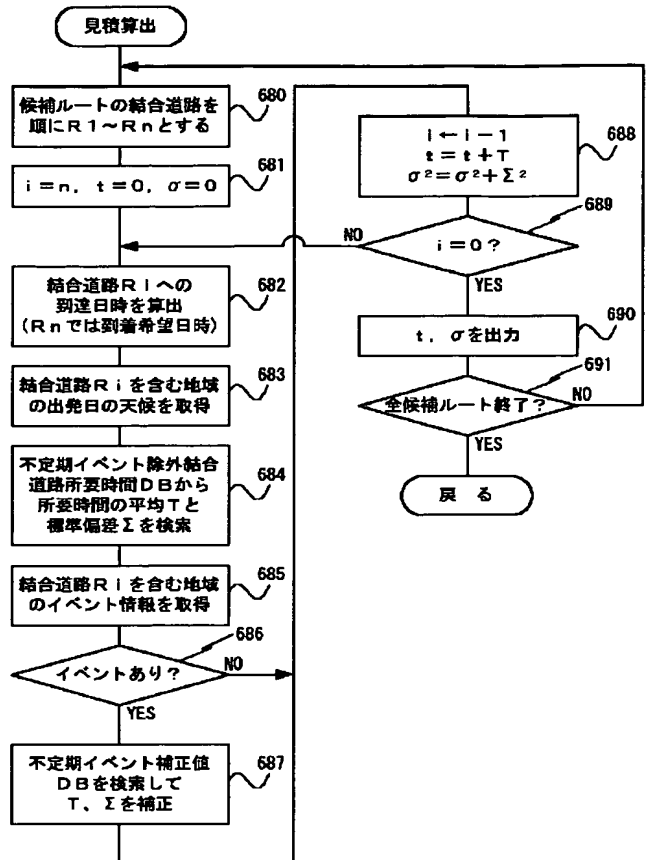 見積算出
候補ルートの結合道路を
順にR1～Rnとする
680
i=n, t=0, σ=0
681
結合道路Riへの
到達日時を算出
(Rnでは到着希望日時)
682
結合道路Riを含む地域
の出発日の天候を取得
683
不定期イベント除外結合
道路所要時間DBから
所要時間の平均Tと
標準偏差Σを検索
684
結合道路Riを含む地域
のイベント情報を取得
685
イベントあり？
686
NO
YES
不定期イベント補正値
DBを検索して
T、Σを補正
687
i←i−1
t=t+T
σ²=σ²+Σ²
688
i=0？
689
NO
YES
t, σを出力
690
全候補ルート終了？
691
NO
YES
戻る